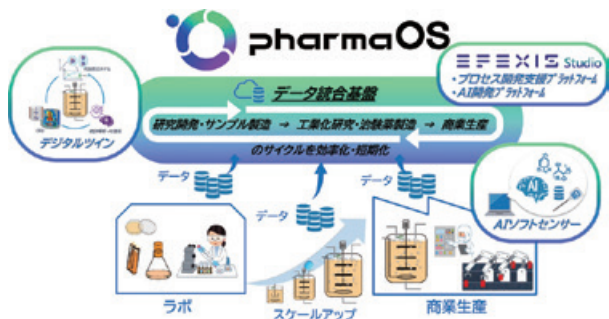 pharmaOS
EFEXIS Studio
・プロセス開発支援プラットフォーム
・AI開発プラットフォーム
データ統合基盤
研究開発・サンプル製造 → 工業化研究・治験薬製造 → 商業生産
のサイクルを効率化・短期化
デジタルツイン
データ
データ
データ
AI
AIソフトセンサー
ラボ
スケールアップ
商業生産